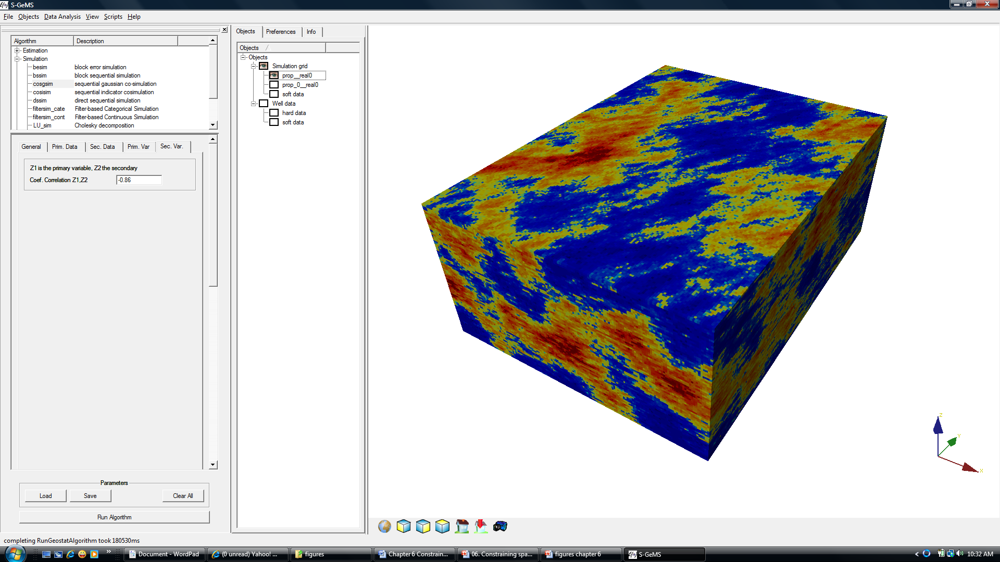 S-GeMS
File Objects Data Analysis View Scripts Help
Algorithm Description
Estimation
Simulation
besim block error simulation
bssim block sequential simulation
cosgsim sequential gaussian co-simulation
cosisim sequential indicator cosimulation
dssim direct sequential simulation
filtersim_cate Filter-based Categorical Simulation
filtersim_cont Filter-based Continuous Simulation
LU_sim Cholesky decomposition
General Prim. Data Sec. Data Prim. Var Sec. Var.
Z1 is the primary variable, Z2 the secondary
Coef. Correlation Z1,Z2 -0.86
Parameters
Load Save Clear All
Run Algorithm
completing RunGeostatAlgorithm took 180530ms
Objects Preferences Info
Objects
Objects
Simulation grid
prop__real0
prop_0__real0
soft data
Well data
hard data
soft data
Z
Y
X
Document - WordPad (0 unread) Yahoo! ... figures Chapter 6 Constrain... 06. Constraining spa... figures chapter 6 S-GeMS 10:32 AM